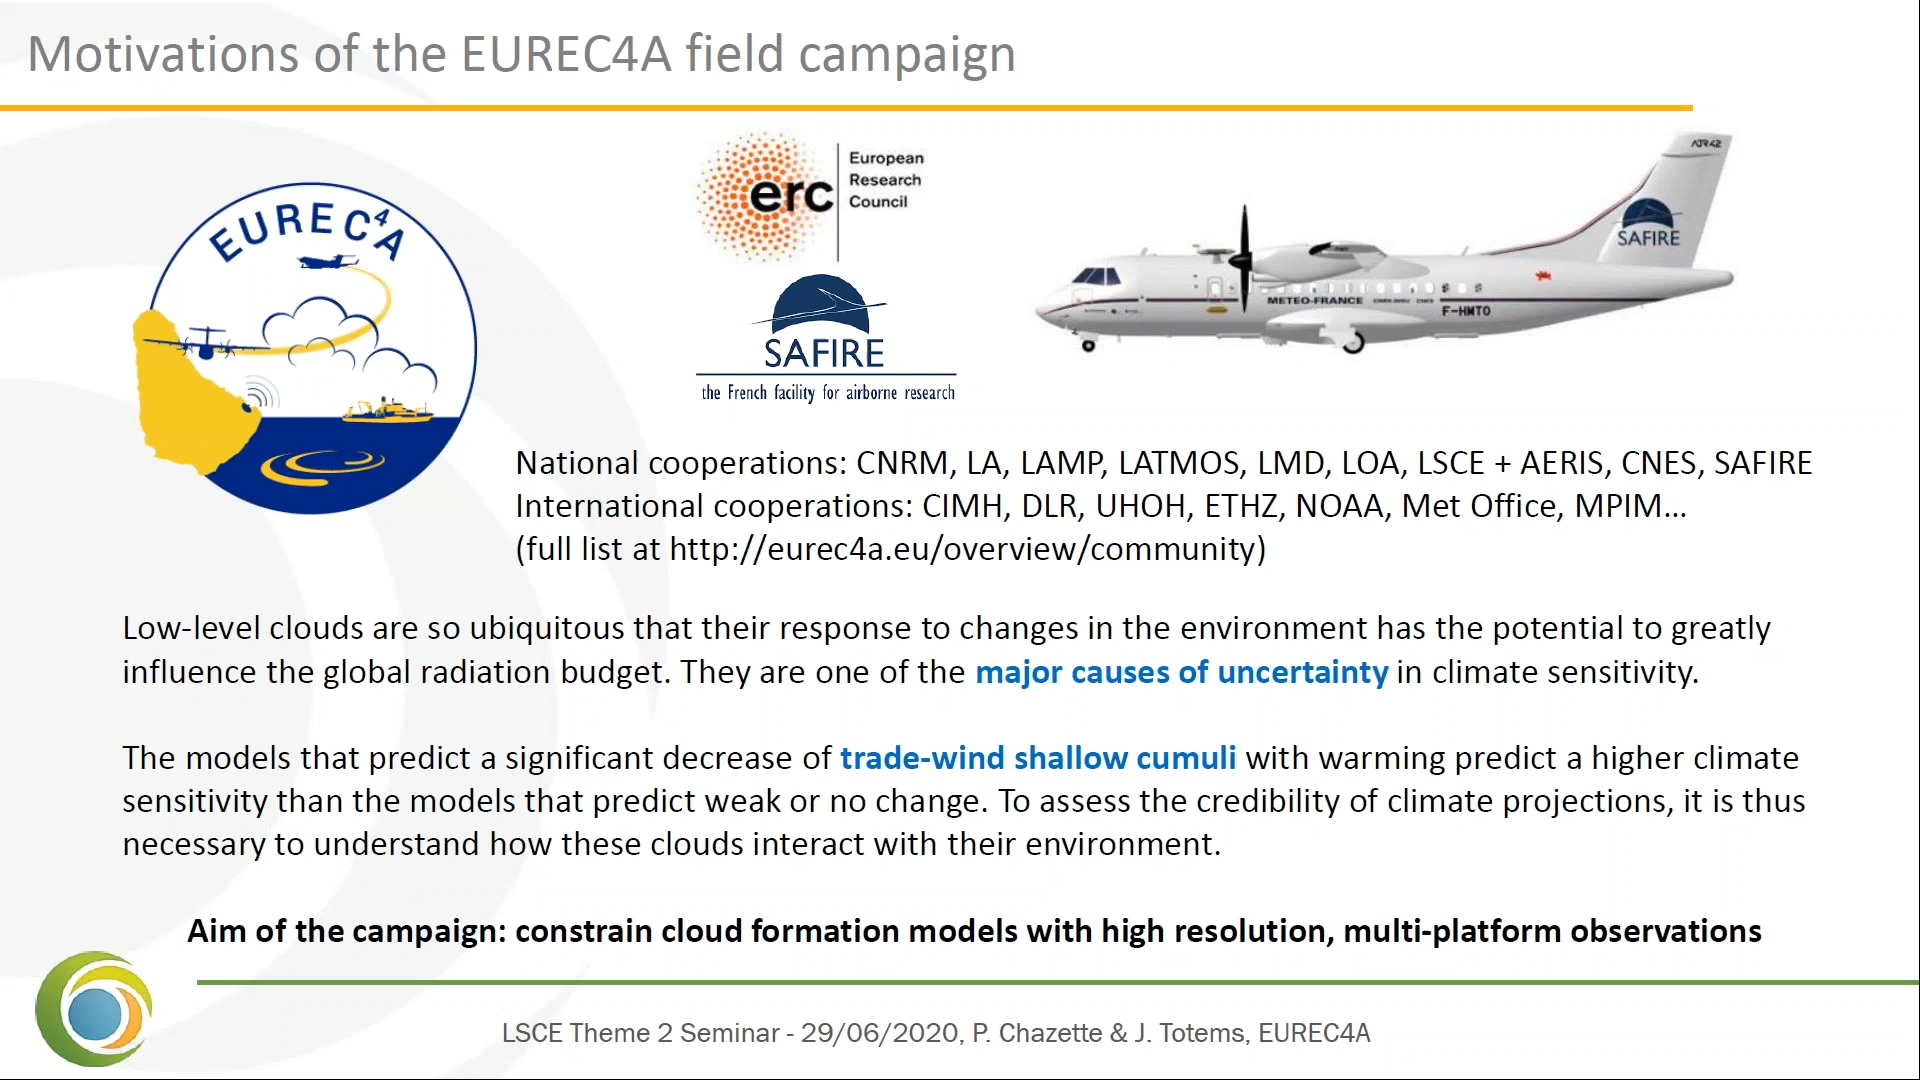 Motivations of the EUREC4A field campaign
EUREC⁴A
erc
European
Research
Council
SAFIRE
the French facility for airborne research
ATR42
SAFIRE
METEO-FRANCE CNRS-INSU CNES
F-HMTO
National cooperations: CNRM, LA, LAMP, LATMOS, LMD, LOA, LSCE + AERIS, CNES, SAFIRE
International cooperations: CIMH, DLR, UHOH, ETHZ, NOAA, Met Office, MPIM...
(full list at http://eurec4a.eu/overview/community)
Low-level clouds are so ubiquitous that their response to changes in the environment has the potential to greatly
influence the global radiation budget. They are one of the major causes of uncertainty in climate sensitivity.
The models that predict a significant decrease of trade-wind shallow cumuli with warming predict a higher climate
sensitivity than the models that predict weak or no change. To assess the credibility of climate projections, it is thus
necessary to understand how these clouds interact with their environment.
Aim of the campaign: constrain cloud formation models with high resolution, multi-platform observations
LSCE Theme 2 Seminar - 29/06/2020, P. Chazette & J. Totems, EUREC4A